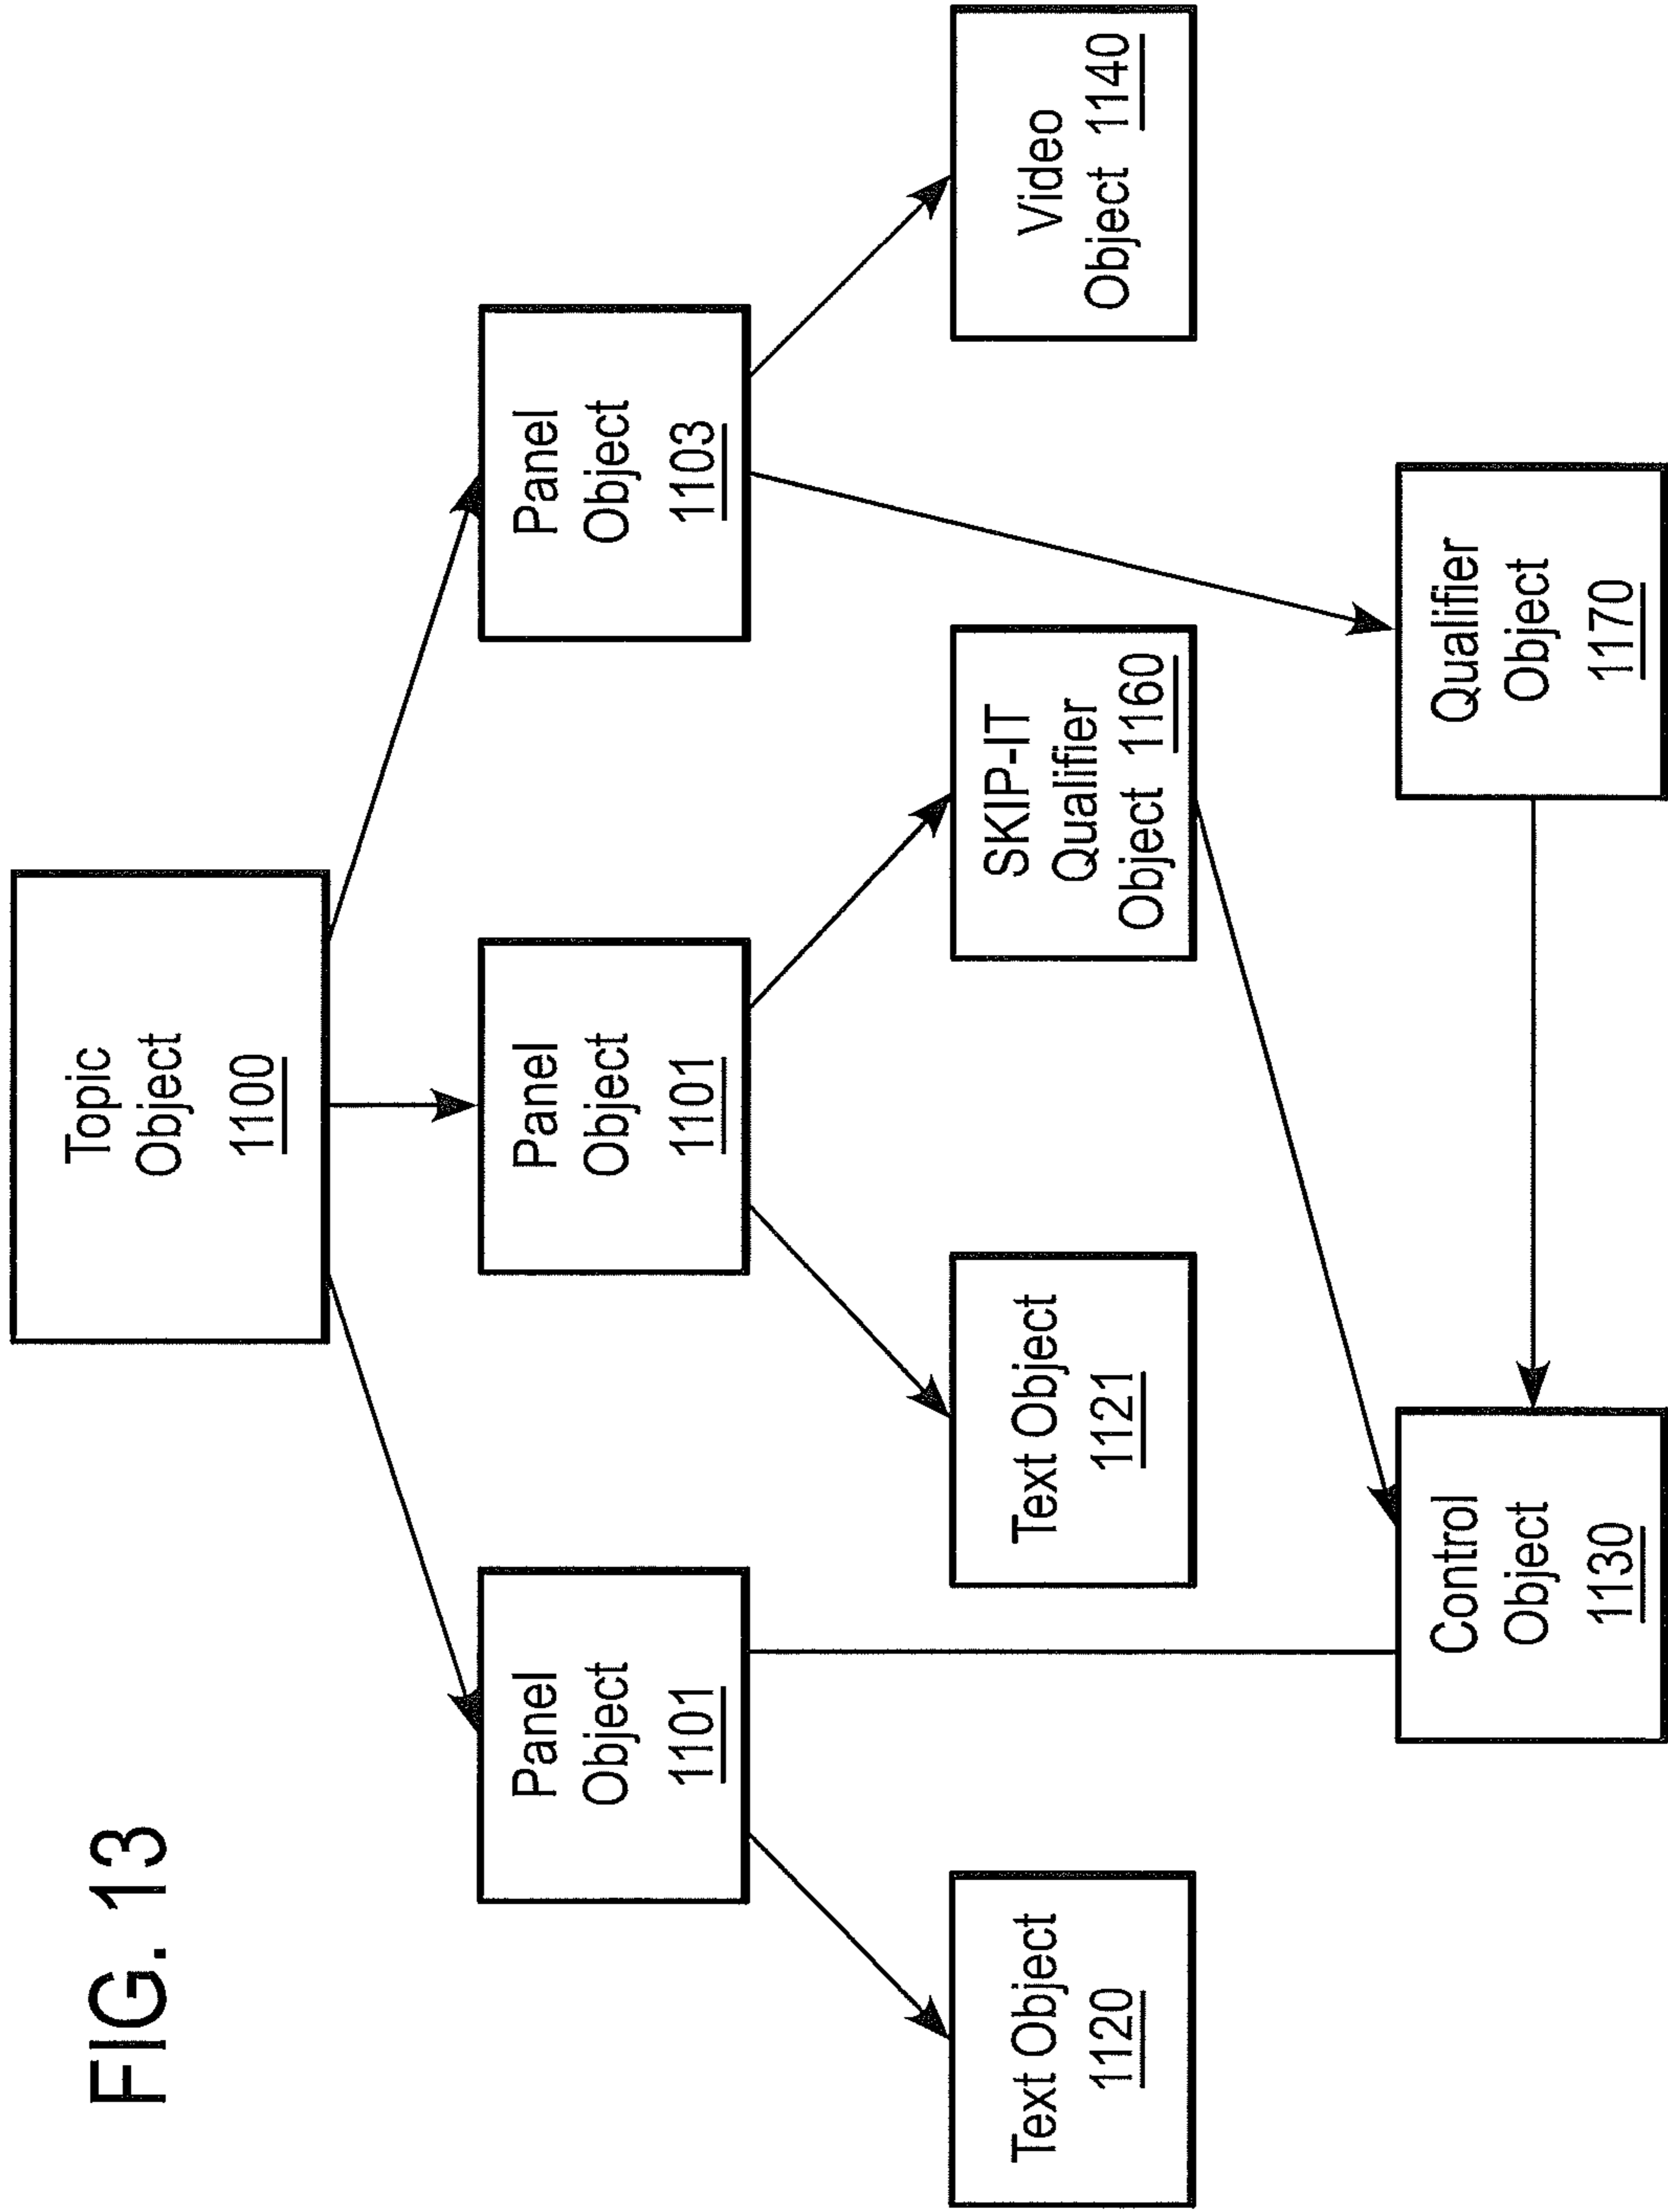 FIG. 13
Topic
Object
1100
Panel
Object
1101
Panel
Object
1101
Panel
Object
1103
Text Object
1120
Text Object
1121
SKIP-IT
Qualifier
Object 1160
Video
Object 1140
Control
Object
1130
Qualifier
Object
1170